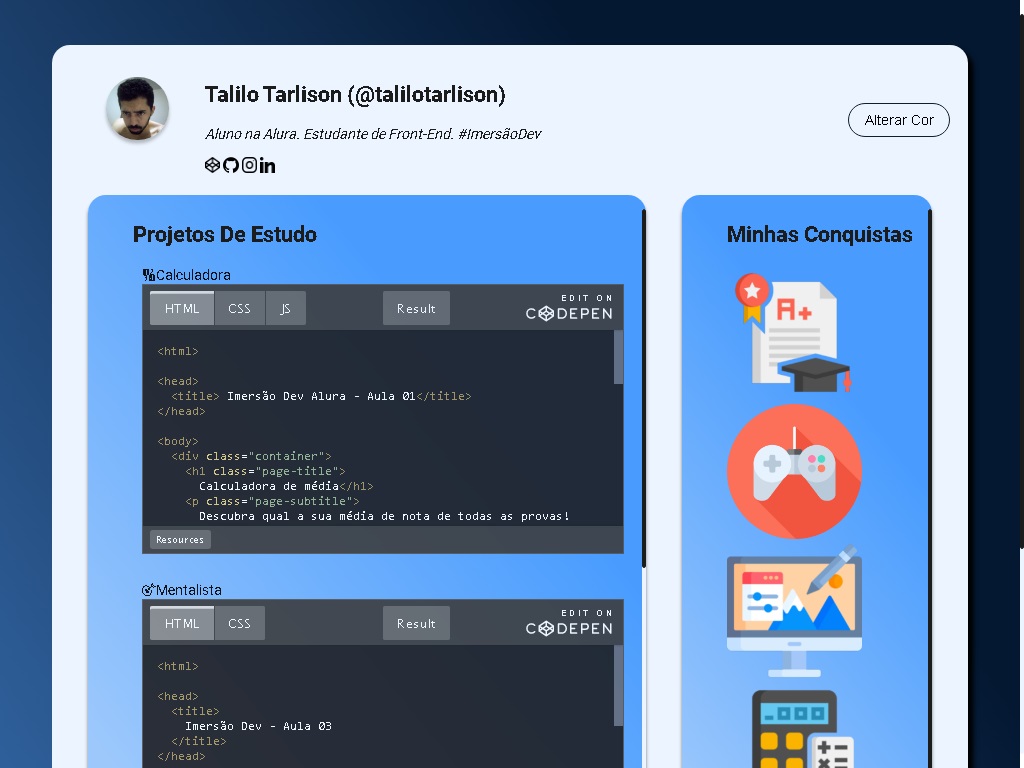 Talilo Tarlison (@talilotarlison)
Aluno na Alura. Estudante de Front-End. #ImersãoDev
Alterar Cor
Projetos De Estudo
Calculadora
HTML CSS JS Result EDIT ON
CODEPEN
<html>
<head>
<title> Imersão Dev Alura - Aula 01</title>
</head>
<body>
<div class="container">
<h1 class="page-title">
Calculadora de média</h1>
<p class="page-subtitle">
Descubra qual a sua média de nota de todas as provas!
Resources
Mentalista
HTML CSS Result EDIT ON
CODEPEN
<html>
<head>
<title>
Imersão Dev - Aula 03
</title>
</head>
Minhas Conquistas
A+